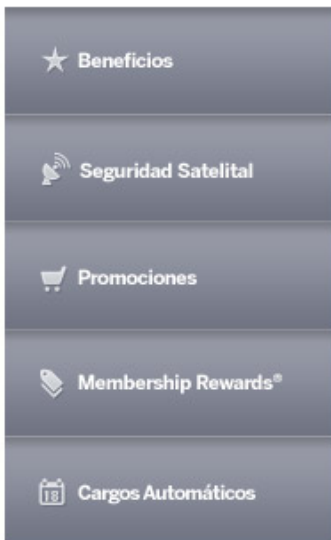 Beneficios
Seguridad Satelital
Promociones
Membership Rewards®
18 Cargos Automáticos